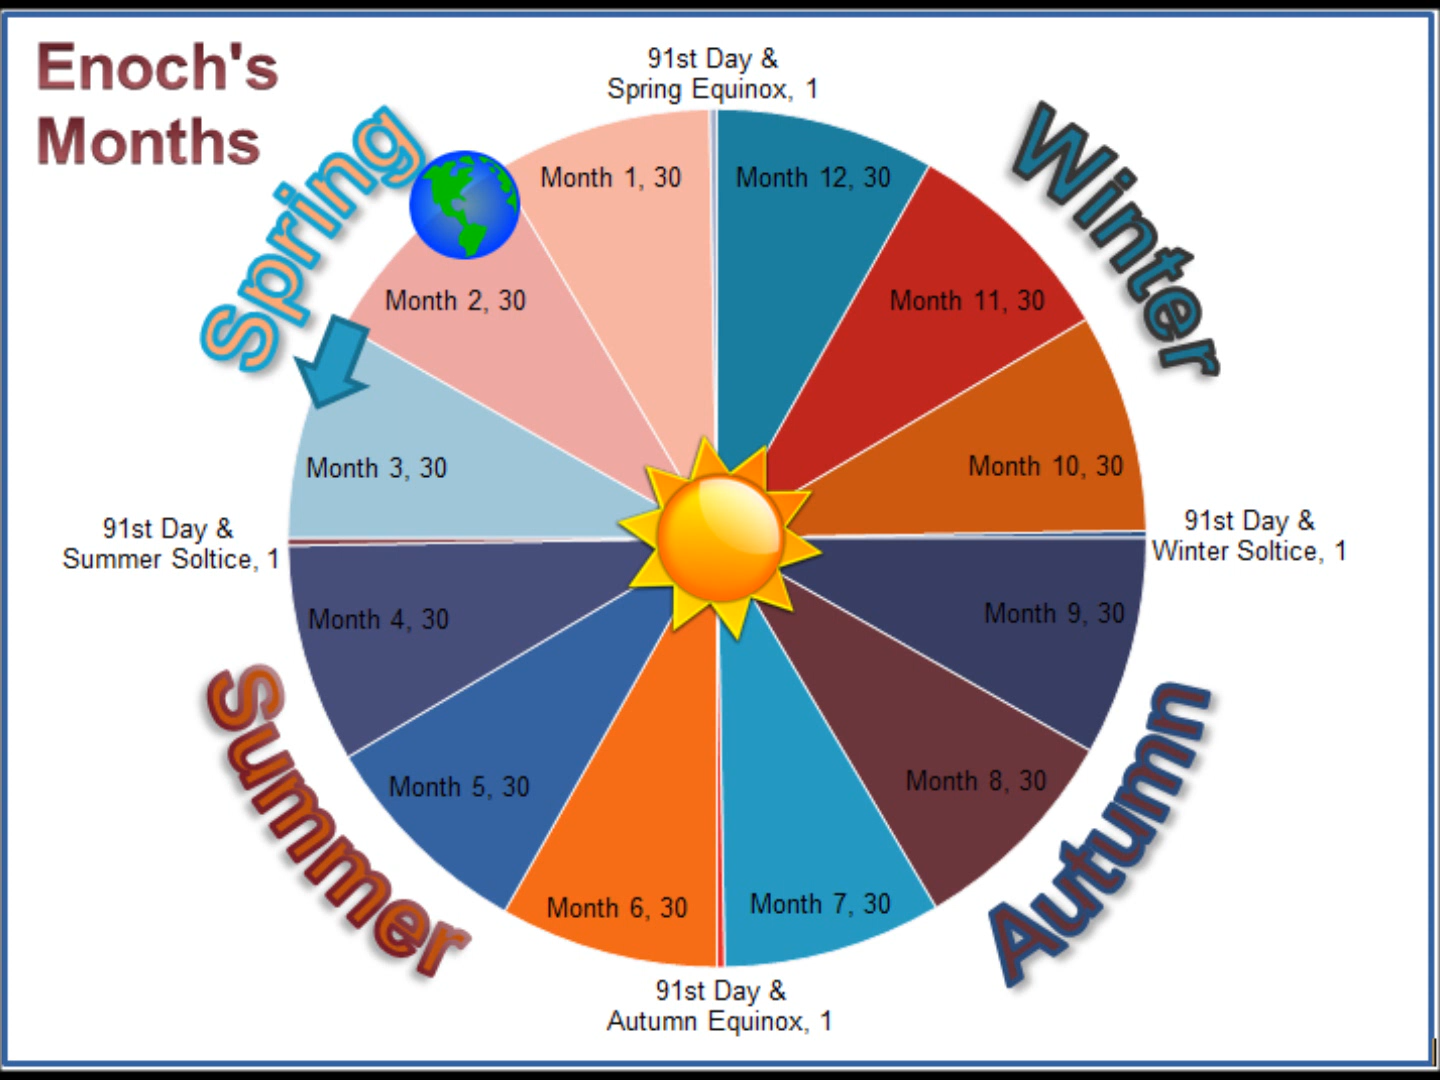 Enoch's
Months
91st Day &
Spring Equinox, 1
Spring
Winter
Month 1, 30
Month 12, 30
Month 2, 30
Month 11, 30
Month 3, 30
Month 10, 30
91st Day &
Summer Soltice, 1
91st Day &
Winter Soltice, 1
Month 4, 30
Month 9, 30
Month 5, 30
Month 8, 30
Month 6, 30
Month 7, 30
Summer
Autumn
91st Day &
Autumn Equinox, 1